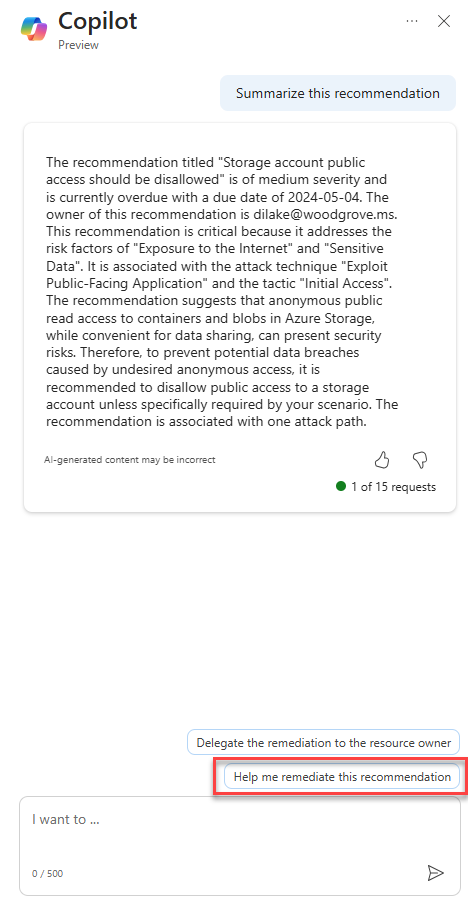 Copilot
Preview
Summarize this recommendation
The recommendation titled "Storage account public
access should be disallowed" is of medium severity and
is currently overdue with a due date of 2024-05-04. The
owner of this recommendation is dilake@woodgrove.ms.
This recommendation is critical because it addresses the
risk factors of "Exposure to the Internet" and "Sensitive
Data". It is associated with the attack technique "Exploit
Public-Facing Application" and the tactic "Initial Access".
The recommendation suggests that anonymous public
read access to containers and blobs in Azure Storage,
while convenient for data sharing, can present security
risks. Therefore, to prevent potential data breaches
caused by undesired anonymous access, it is
recommended to disallow public access to a storage
account unless specifically required by your scenario. The
recommendation is associated with one attack path.
AI-generated content may be incorrect
1 of 15 requests
Delegate the remediation to the resource owner
Help me remediate this recommendation
I want to ...
0 / 500